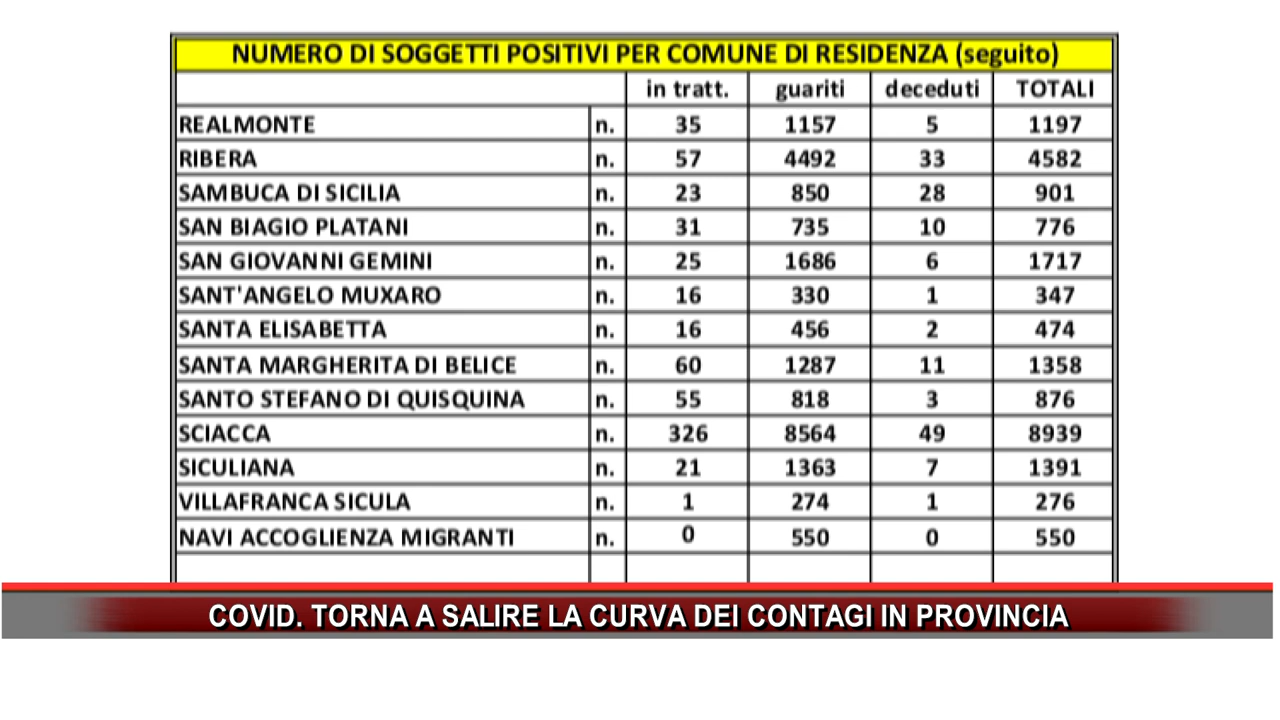 NUMERO DI SOGGETTI POSITIVI PER COMUNE DI RESIDENZA (seguito)
in tratt. guariti deceduti TOTALI
REALMONTE n. 35 1157 5 1197
RIBERA n. 57 4492 33 4582
SAMBUCA DI SICILIA n. 23 850 28 901
SAN BIAGIO PLATANI n. 31 735 10 776
SAN GIOVANNI GEMINI n. 25 1686 6 1717
SANT'ANGELO MUXARO n. 16 330 1 347
SANTA ELISABETTA n. 16 456 2 474
SANTA MARGHERITA DI BELICE n. 60 1287 11 1358
SANTO STEFANO DI QUISQUINA n. 55 818 3 876
SCIACCA n. 326 8564 49 8939
SICULIANA n. 21 1363 7 1391
VILLAFRANCA SICULA n. 1 274 1 276
NAVI ACCOGLIENZA MIGRANTI n. 0 550 0 550
COVID. TORNA A SALIRE LA CURVA DEI CONTAGI IN PROVINCIA